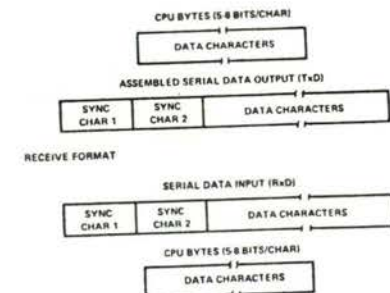 CPU BYTES (5-8 BITS/CHAR)
DATA CHARACTERS
ASSEMBLED SERIAL DATA OUTPUT (TxD)
SYNC CHAR 1 SYNC CHAR 2 DATA CHARACTERS
RECEIVE FORMAT
SERIAL DATA INPUT (RxD)
SYNC CHAR 1 SYNC CHAR 2 DATA CHARACTERS
CPU BYTES (5-8 BITS/CHAR)
DATA CHARACTERS